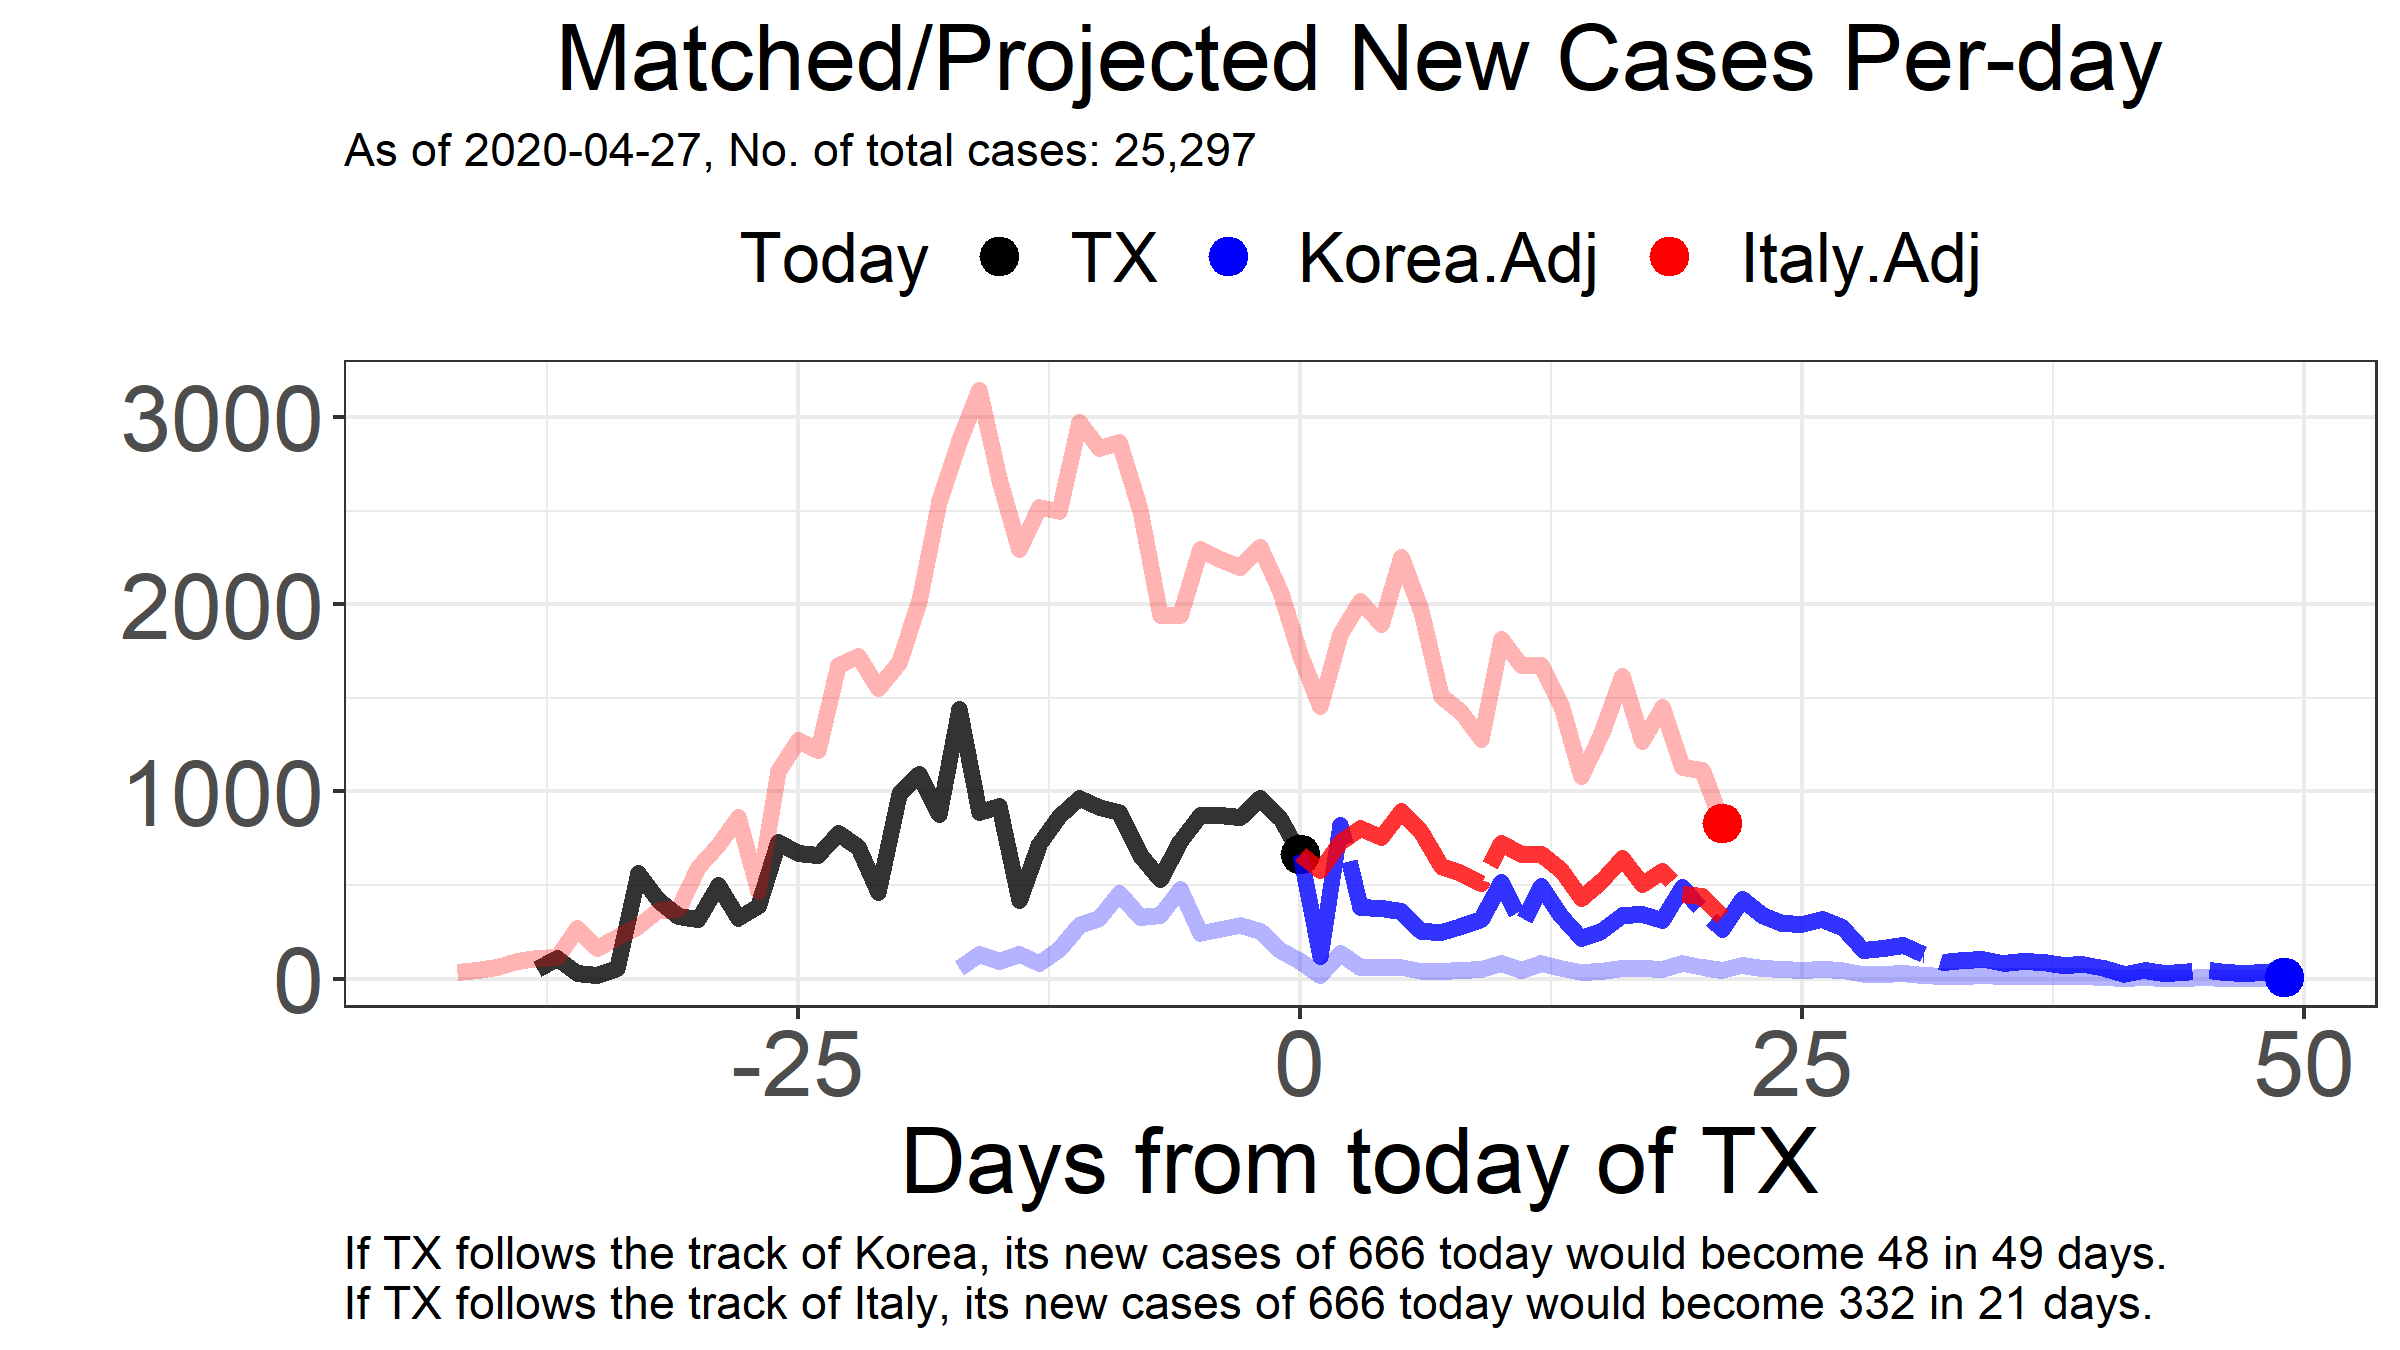 Matched/Projected New Cases Per-day
As of 2020-04-27, No. of total cases: 25,297
Today TX Korea.Adj Italy.Adj
3000
2000
1000
0
-25 0 25 50
Days from today of TX
If TX follows the track of Korea, its new cases of 666 today would become 48 in 49 days.
If TX follows the track of Italy, its new cases of 666 today would become 332 in 21 days.